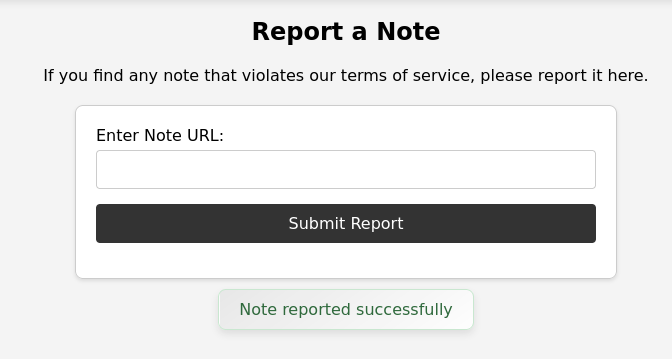 Report a Note
If you find any note that violates our terms of service, please report it here.
Enter Note URL:
Submit Report
Note reported successfully